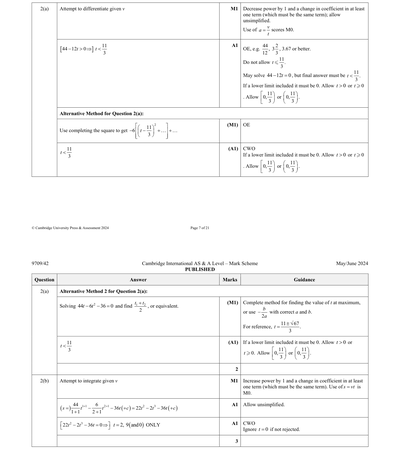 2(a)
Attempt to differentiate given v
M1
Decrease power by 1 and a change in coefficient in at least
one term (which must be the same term); allow
unsimplified.
Use of a = v/t scores M0.
[44 −12t > 0 ⇒] t < 11/3
A1
OE, e.g. 44/12, 3 2/3, 3.67 or better.
Do not allow t ⩽ 11/3.
May solve 44 −12t = 0, but final answer must be t < 11/3.
If a lower limit included it must be 0. Allow t > 0 or t ⩾ 0
. Allow [0, 11/3) or (0, 11/3).
Alternative Method for Question 2(a):
Use completing the square to get −6[(t − 11/3)² + …] = …
(M1)
OE
t < 11/3
(A1)
CWO
If a lower limit included it must be 0. Allow t > 0 or t ⩾ 0
. Allow [0, 11/3) or (0, 11/3).
© Cambridge University Press & Assessment 2024
Page 7 of 21
9709/42
Cambridge International AS & A Level – Mark Scheme
May/June 2024
PUBLISHED
Question
Answer
Marks
Guidance
2(a)
Alternative Method 2 for Question 2(a):
Solving 44t − 6t² − 36 = 0 and find (t₁ + t₂)/2, or equivalent.
(M1)
Complete method for finding the value of t at maximum,
or use −b/2a with correct a and b.
For reference, t = (11 ± √67)/3.
t < 11/3
(A1)
If a lower limit included it must be 0. Allow t > 0 or
t ⩾ 0. Allow [0, 11/3) or (0, 11/3).
2
2(b)
Attempt to integrate given v
M1
Increase power by 1 and a change in coefficient in at least
one term (which must be the same term). Use of s = vt is
M0.
(s =) 44/(1+1) t¹⁺¹ − 6/(2+1) t²⁺¹ − 36t (+c) = 22t² − 2t³ − 36t (+c)
A1
Allow unsimplified.
[22t² − 2t³ − 36t = 0 ⇒] t = 2, 9 (and 0) ONLY
A1
CWO
Ignore t = 0 if not rejected.
3